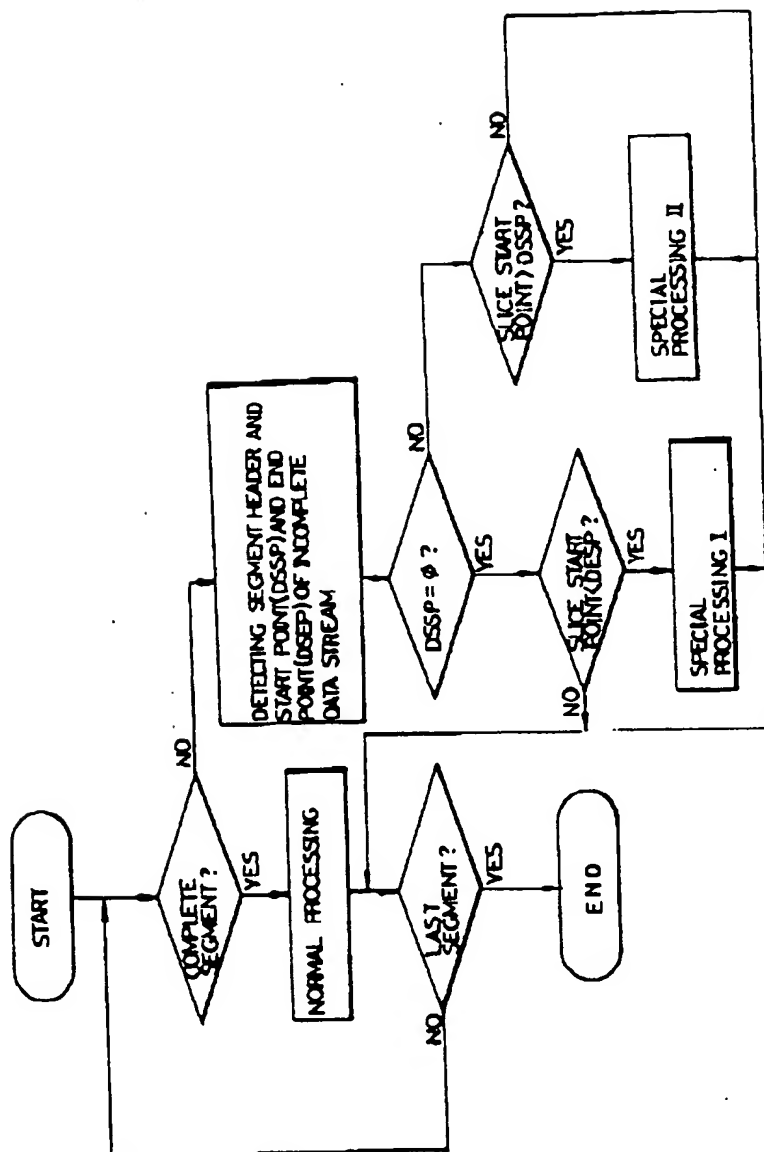 START
COMPLETE
SEGMENT?
NO
YES
NORMAL PROCESSING
LAST
SEGMENT?
NO
YES
END
DETECTING SEGMENT HEADER AND
START POINT(DSSP) AND END
POINT(DSEP) OF INCOMPLETE
DATA STREAM
DSSP=φ?
NO
YES
SLICE START
POINT⟨DESP?
NO
YES
SPECIAL
PROCESSING I
SLICE START
POINT⟩DSSP?
NO
YES
SPECIAL
PROCESSING II